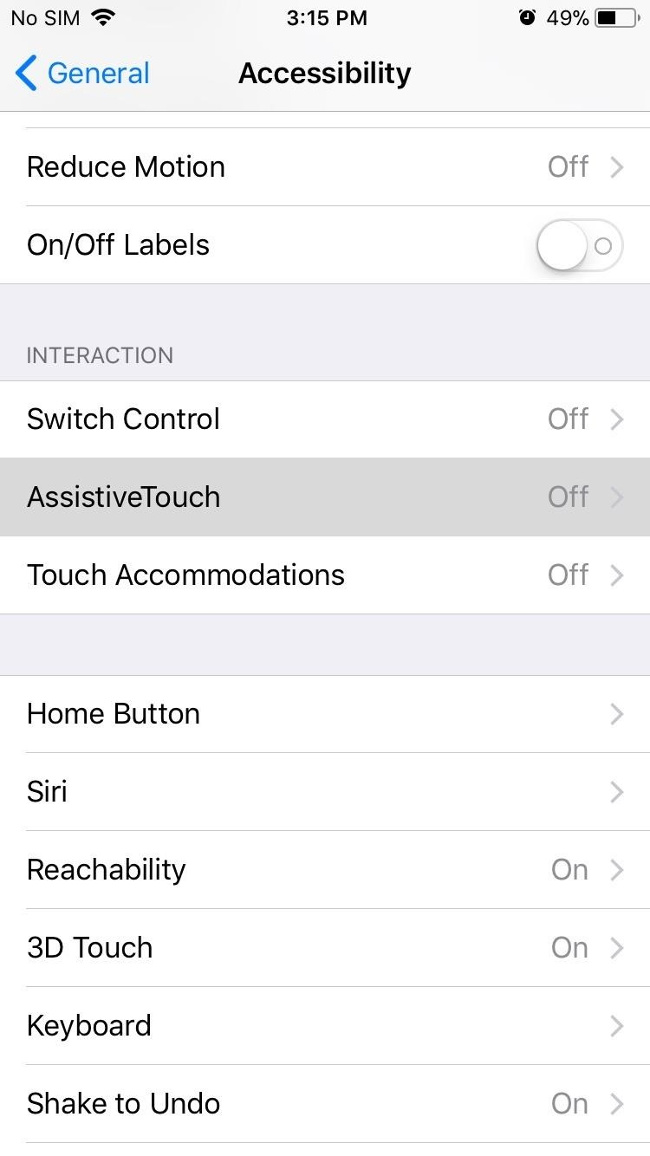 No SIM 3:15 PM 49%
General Accessibility
Reduce Motion Off
On/Off Labels
INTERACTION
Switch Control Off
AssistiveTouch Off
Touch Accommodations Off
Home Button
Siri
Reachability On
3D Touch On
Keyboard
Shake to Undo On